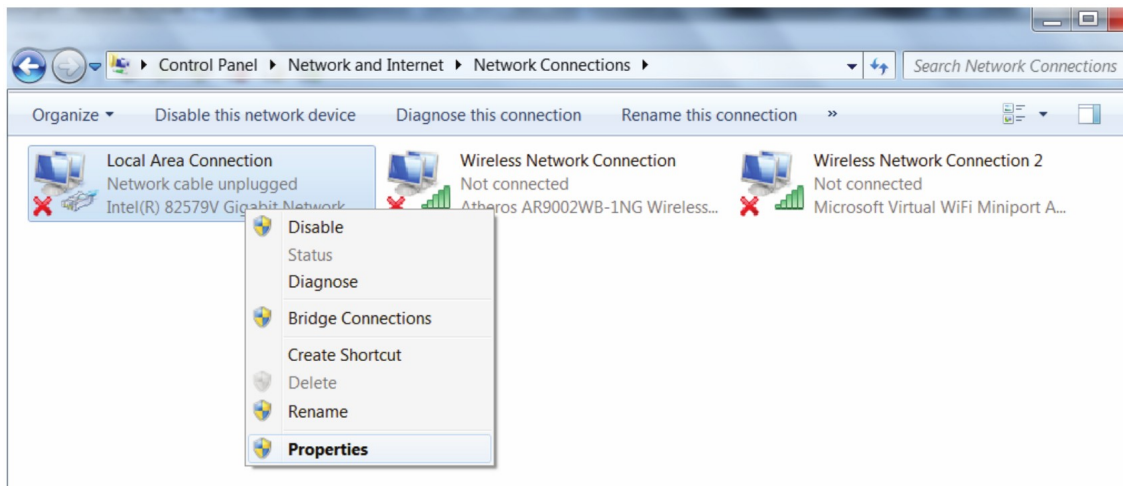 Control Panel Network and Internet Network Connections
Search Network Connections
Organize Disable this network device Diagnose this connection Rename this connection »
Local Area Connection
Network cable unplugged
Intel(R) 82579V Gigabit Network
Wireless Network Connection
Not connected
Atheros AR9002WB-1NG Wireless...
Wireless Network Connection 2
Not connected
Microsoft Virtual WiFi Miniport A...
Disable
Status
Diagnose
Bridge Connections
Create Shortcut
Delete
Rename
Properties